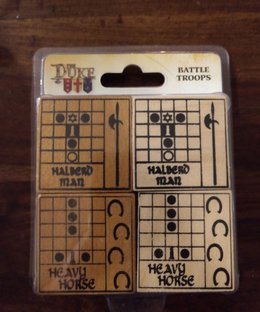 THE
DUKE
BATTLE
TROOPS
HALBERD
MAN
HALBERD
MAN
HEAVY
HORSE
HEAVY
HORSE